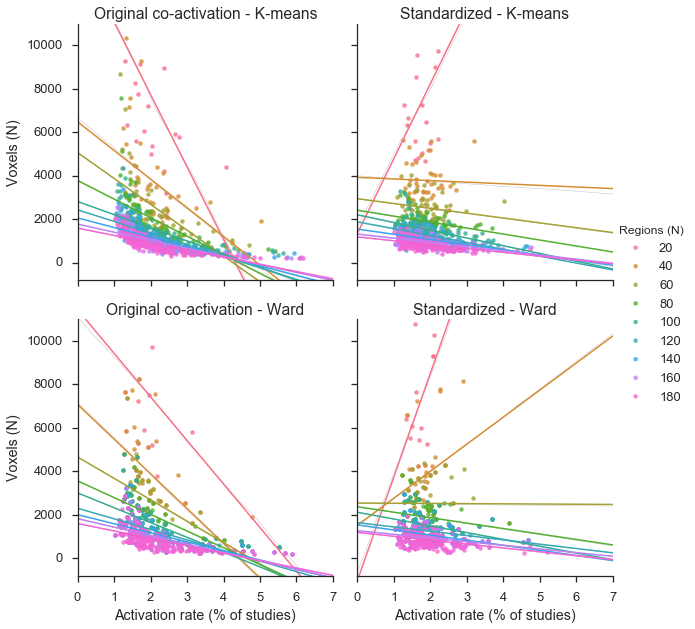 Original co-activation - K-means
Standardized - K-means
10000
8000
6000
4000
2000
0
Voxels (N)
Regions (N)
20
40
60
80
100
120
140
160
180
Original co-activation - Ward
Standardized - Ward
10000
8000
6000
4000
2000
0
Voxels (N)
0 1 2 3 4 5 6 7
0 1 2 3 4 5 6 7
Activation rate (% of studies)
Activation rate (% of studies)